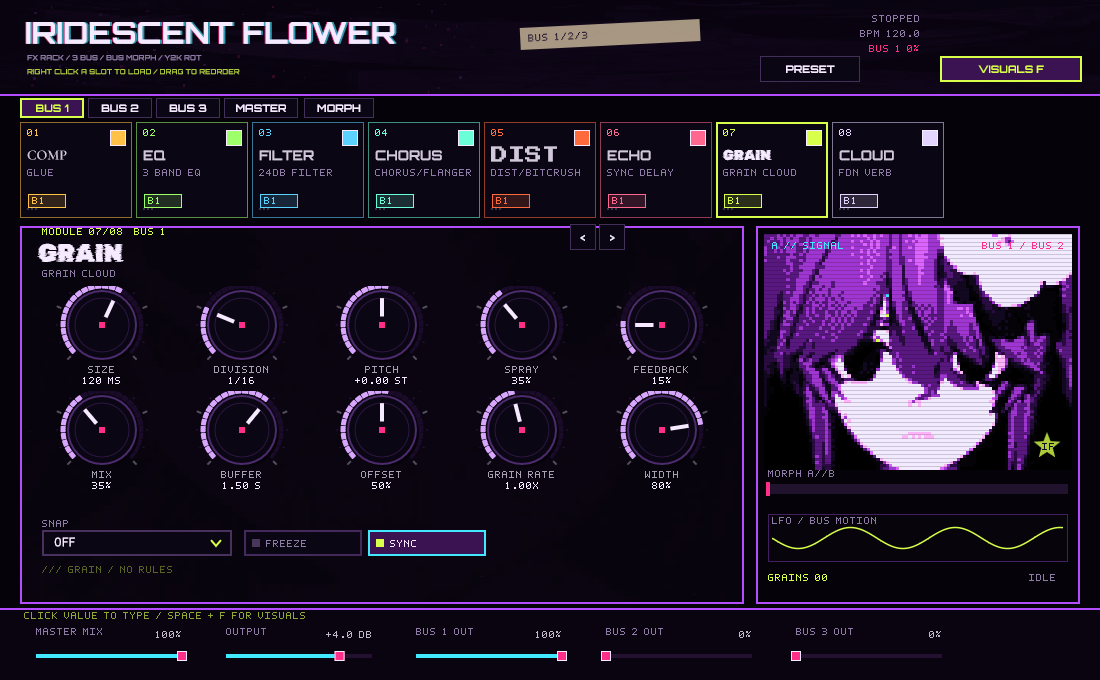 IRIDESCENT FLOWER
FX RACK / 3 BUS / BUS MORPH / Y2K ROT
RIGHT CLICK A SLOT TO LOAD / DRAG TO REORDER
BUS 1/2/3
STOPPED
BPM 120.0
BUS 1 0%
PRESET
VISUALS F
BUS 1 BUS 2 BUS 3 MASTER MORPH
01 02 03 04 05 06 07 08
COMP EQ FILTER CHORUS DIST ECHO GRAIN CLOUD
GLUE 3 BAND EQ 24DB FILTER CHORUS/FLANGER DIST/BITCRUSH SYNC DELAY GRAIN CLOUD FDN VERB
B1 B1 B1 B1 B1 B1 B1 B1
MODULE 07/08 BUS 1
< >
GRAIN
GRAIN CLOUD
SIZE DIVISION PITCH SPRAY FEEDBACK
120 MS 1/16 +0.00 ST 35% 15%
MIX BUFFER OFFSET GRAIN RATE WIDTH
35% 1.50 S 50% 1.00X 80%
SNAP
OFF
FREEZE
SYNC
/// GRAIN / NO RULES
A // SIGNAL
BUS 1 / BUS 2
IF
MORPH A//B
LFO / BUS MOTION
GRAINS 00
IDLE
CLICK VALUE TO TYPE / SPACE + F FOR VISUALS
MASTER MIX 100% OUTPUT +4.0 DB BUS 1 OUT 100% BUS 2 OUT 0% BUS 3 OUT 0%